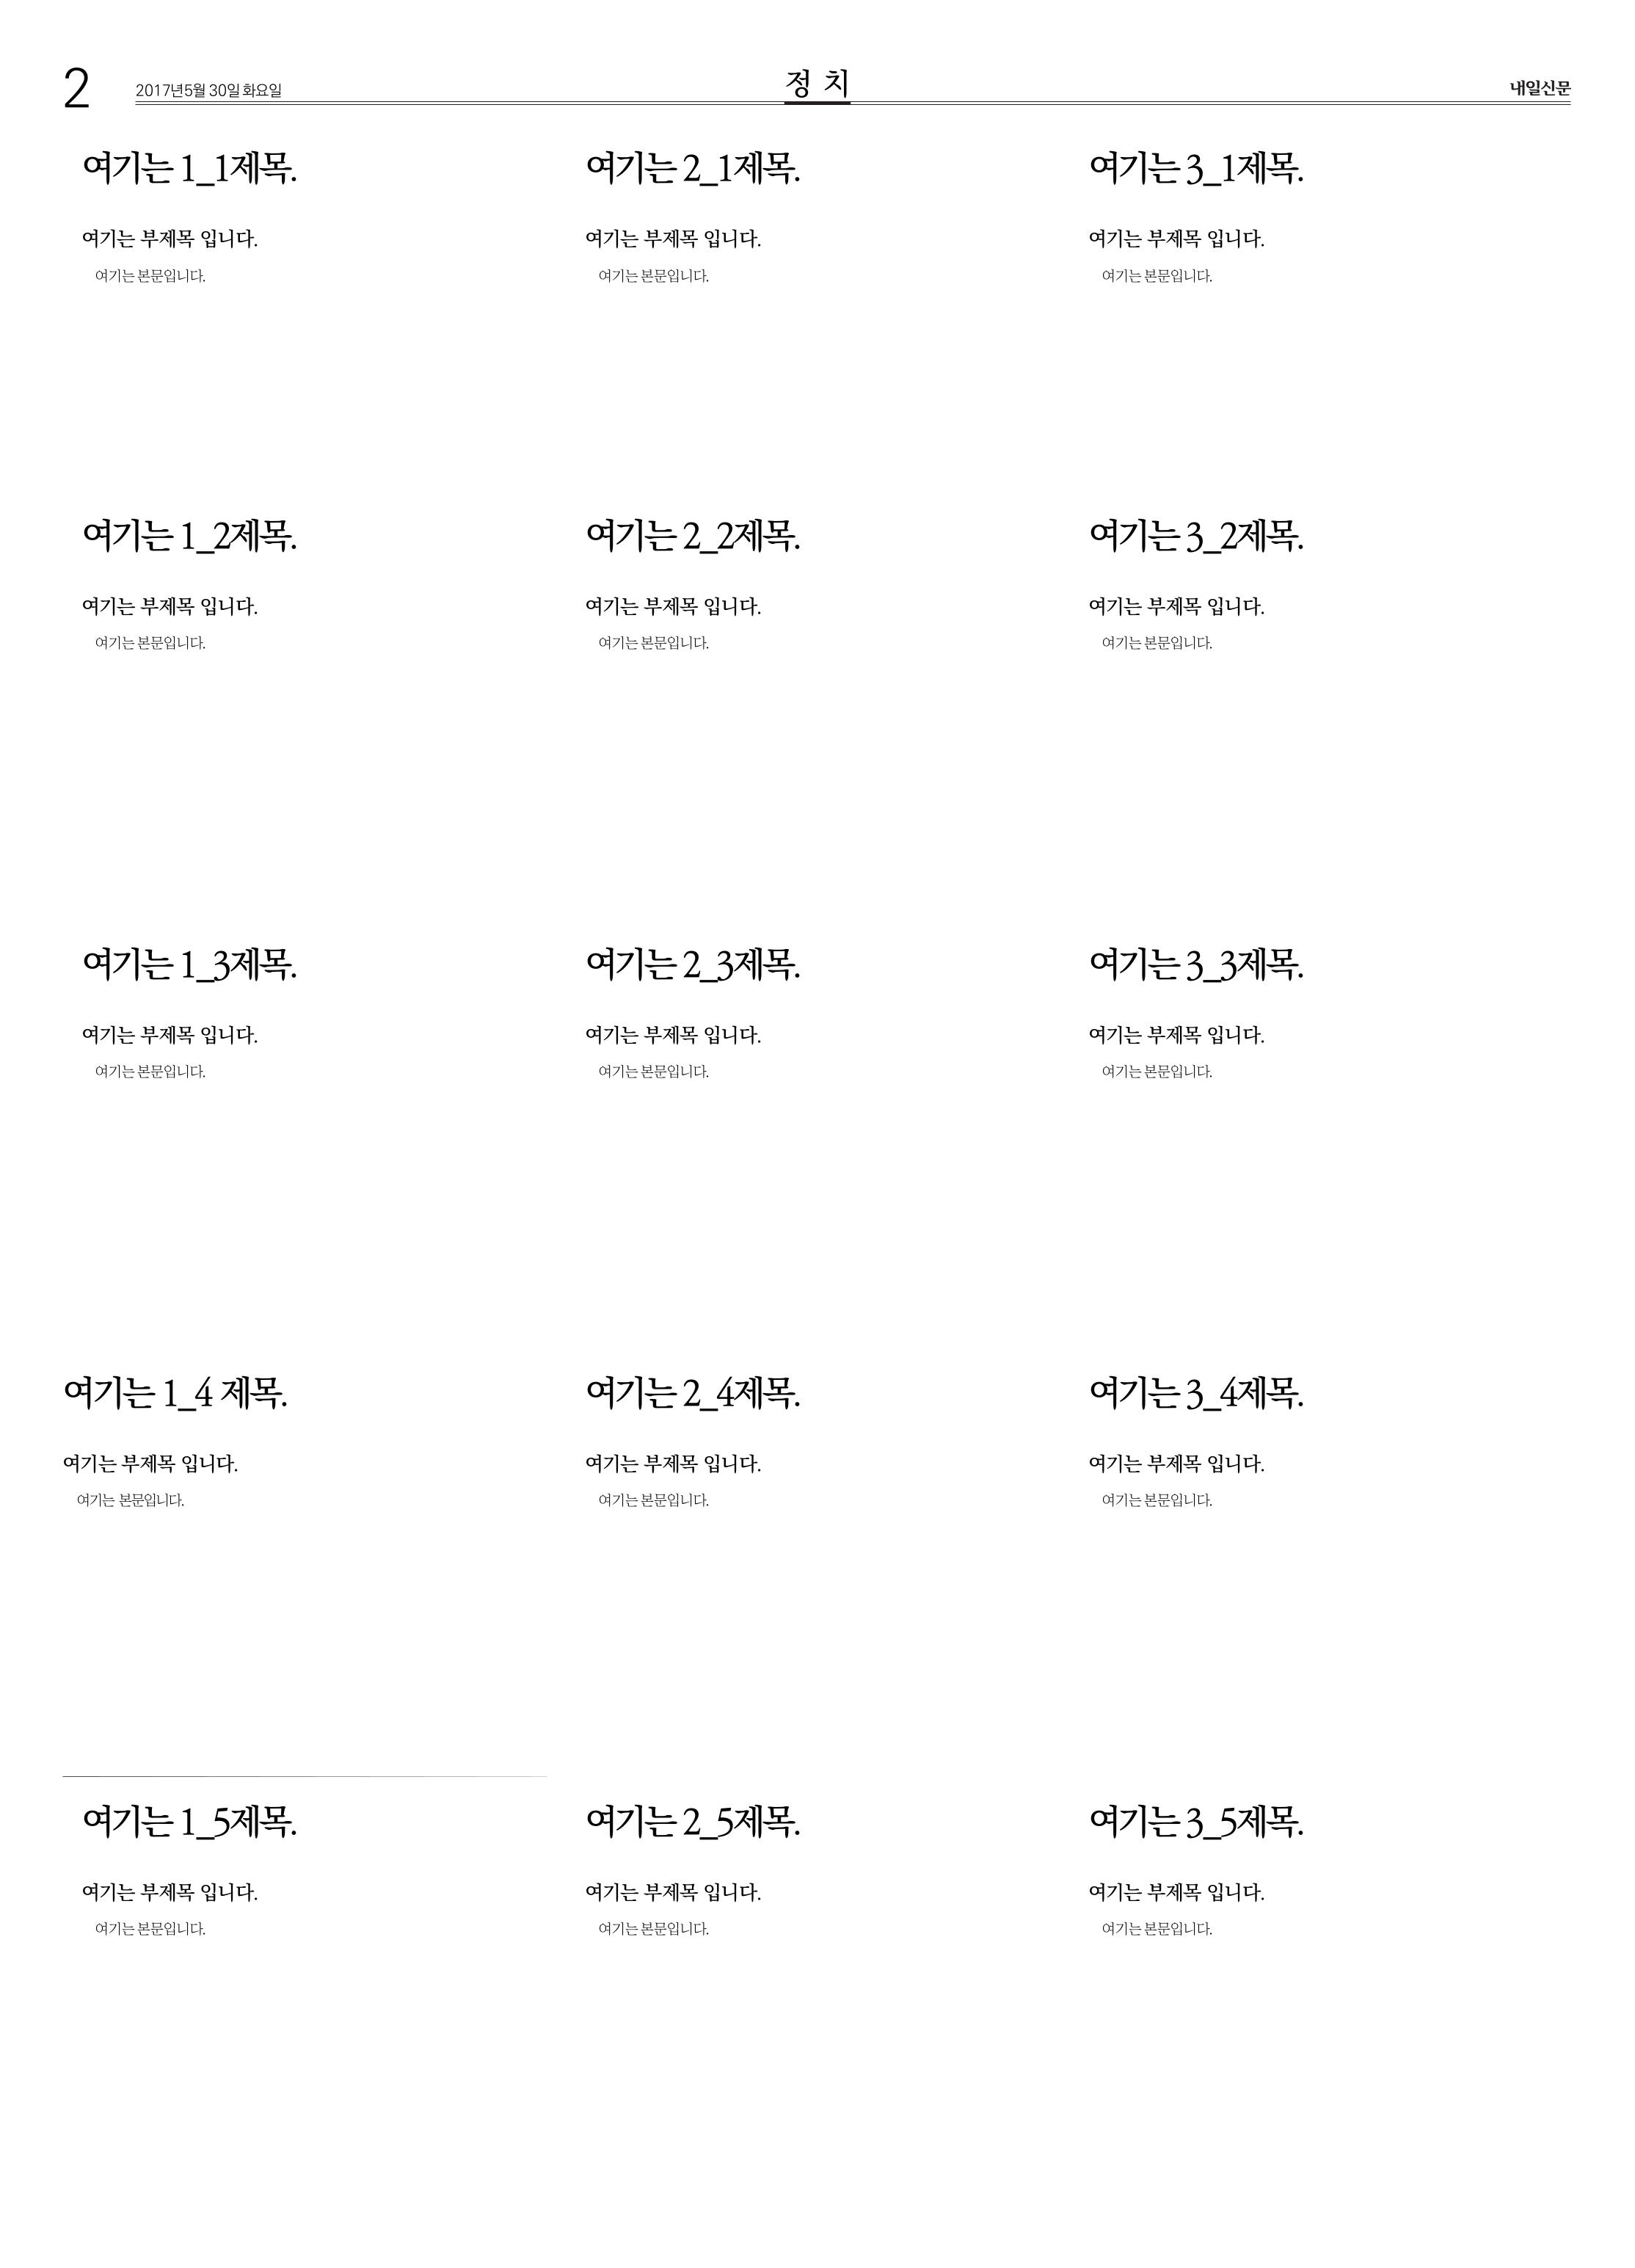 2
2017년5월 30일 화요일
정 치
내일신문
여기는 1_1제목.
여기는 부제목 입니다.
여기는 본문입니다.
여기는 2_1제목.
여기는 부제목 입니다.
여기는 본문입니다.
여기는 3_1제목.
여기는 부제목 입니다.
여기는 본문입니다.
여기는 1_2제목.
여기는 부제목 입니다.
여기는 본문입니다.
여기는 2_2제목.
여기는 부제목 입니다.
여기는 본문입니다.
여기는 3_2제목.
여기는 부제목 입니다.
여기는 본문입니다.
여기는 1_3제목.
여기는 부제목 입니다.
여기는 본문입니다.
여기는 2_3제목.
여기는 부제목 입니다.
여기는 본문입니다.
여기는 3_3제목.
여기는 부제목 입니다.
여기는 본문입니다.
여기는 1_4 제목.
여기는 부제목 입니다.
여기는 본문입니다.
여기는 2_4제목.
여기는 부제목 입니다.
여기는 본문입니다.
여기는 3_4제목.
여기는 부제목 입니다.
여기는 본문입니다.
여기는 1_5제목.
여기는 부제목 입니다.
여기는 본문입니다.
여기는 2_5제목.
여기는 부제목 입니다.
여기는 본문입니다.
여기는 3_5제목.
여기는 부제목 입니다.
여기는 본문입니다.